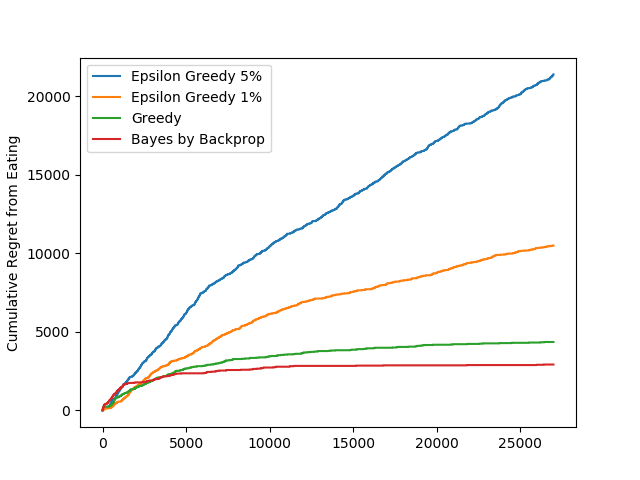 Epsilon Greedy 5%
Epsilon Greedy 1%
Greedy
Bayes by Backprop
Cumulative Regret from Eating
20000
15000
10000
5000
0
0 5000 10000 15000 20000 25000